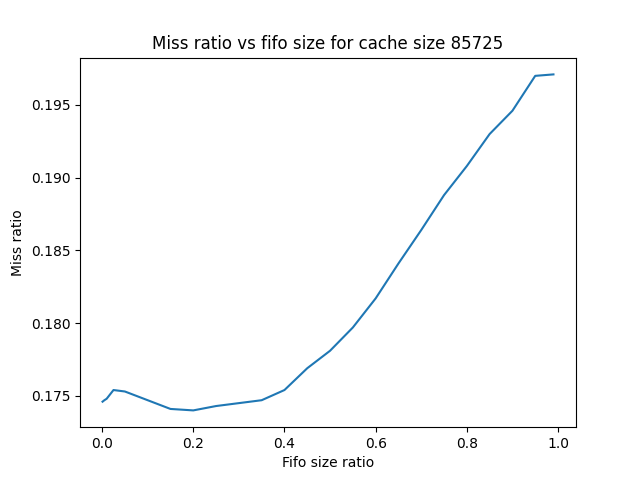 Miss ratio vs fifo size for cache size 85725
0.195
0.190
0.185
0.180
0.175
Miss ratio
0.0 0.2 0.4 0.6 0.8 1.0
Fifo size ratio